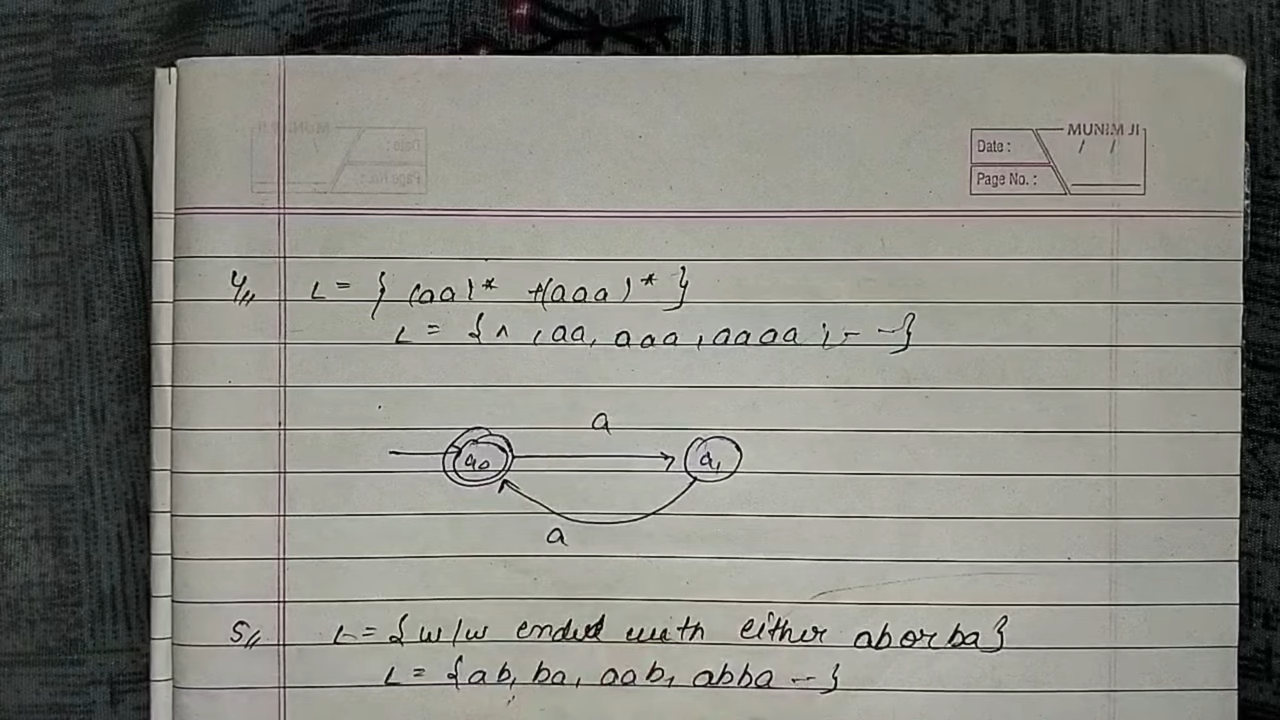 MUNIM JI
Date : / /
Page No. :
4 L = { (aa)* + (aaa)* }
L = { ^ , aa, aaa, aaaa , - - }
a
q0 q1
a
5 L = { w/w ended with either ab or ba }
L = { ab, ba, aab, abba -- }